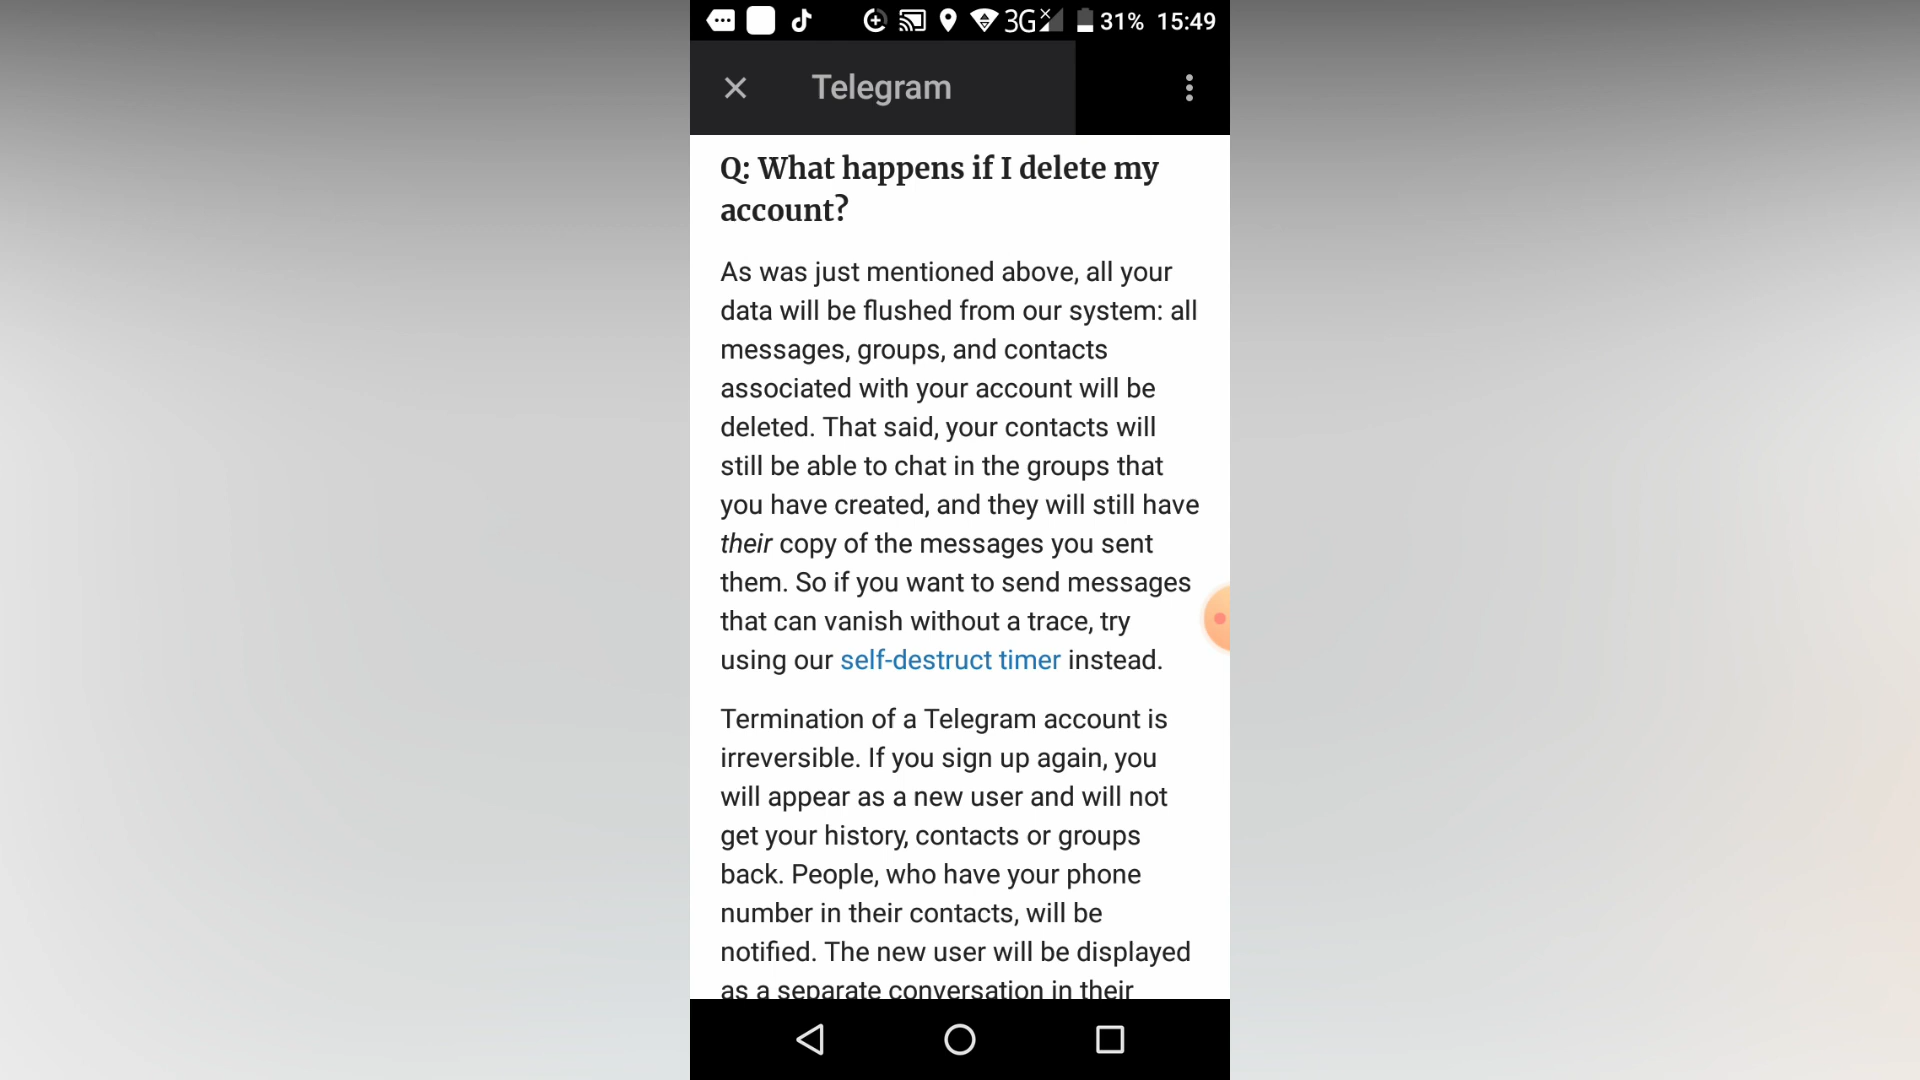 3G 31% 15:49
Telegram
Q: What happens if I delete my
account?
As was just mentioned above, all your
data will be flushed from our system: all
messages, groups, and contacts
associated with your account will be
deleted. That said, your contacts will
still be able to chat in the groups that
you have created, and they will still have
their copy of the messages you sent
them. So if you want to send messages
that can vanish without a trace, try
using our self-destruct timer instead.
Termination of a Telegram account is
irreversible. If you sign up again, you
will appear as a new user and will not
get your history, contacts or groups
back. People, who have your phone
number in their contacts, will be
notified. The new user will be displayed
as a separate conversation in their